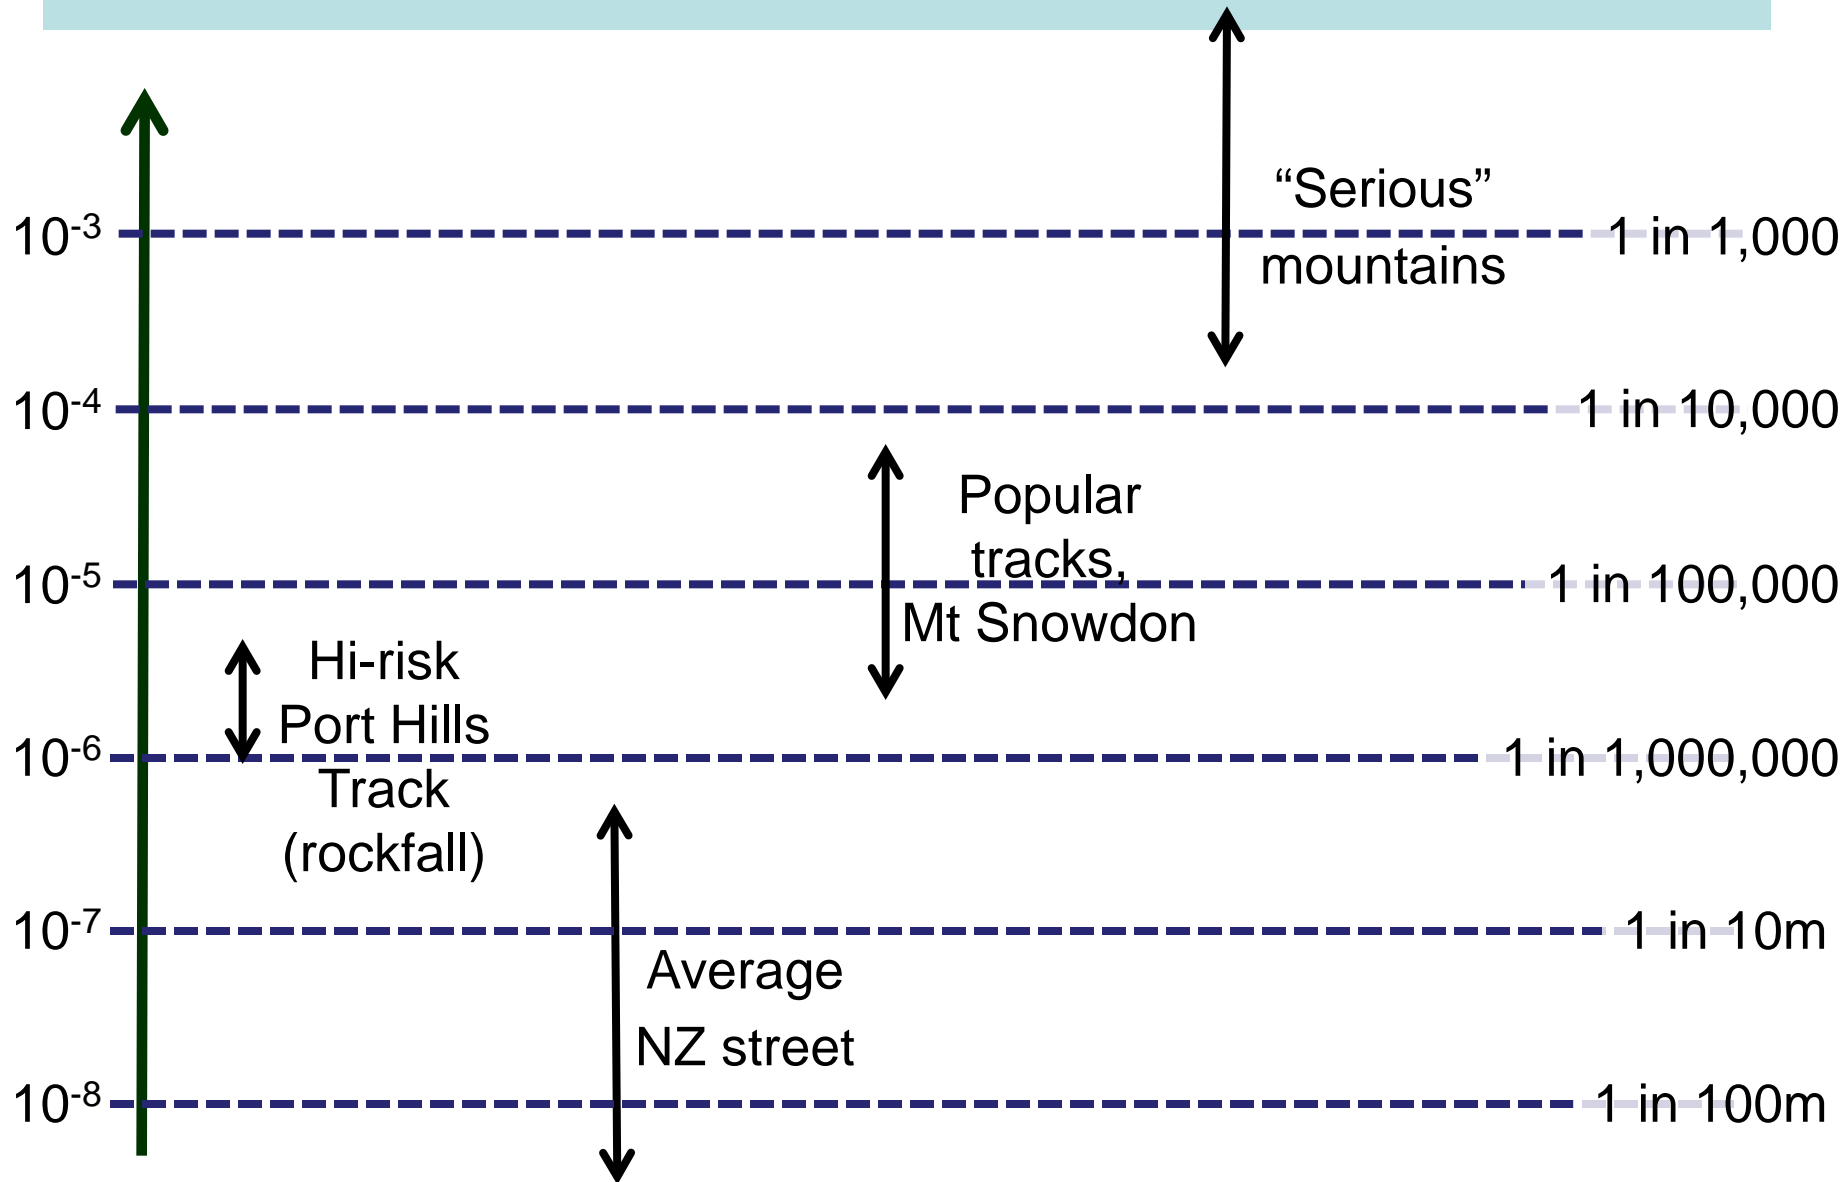 “Serious”
mountains
10⁻³
1 in 1,000
10⁻⁴
1 in 10,000
Popular
tracks,
Mt Snowdon
10⁻⁵
1 in 100,000
Hi-risk
Port Hills
Track
(rockfall)
10⁻⁶
1 in 1,000,000
10⁻⁷
1 in 10m
Average
NZ street
10⁻⁸
1 in 100m